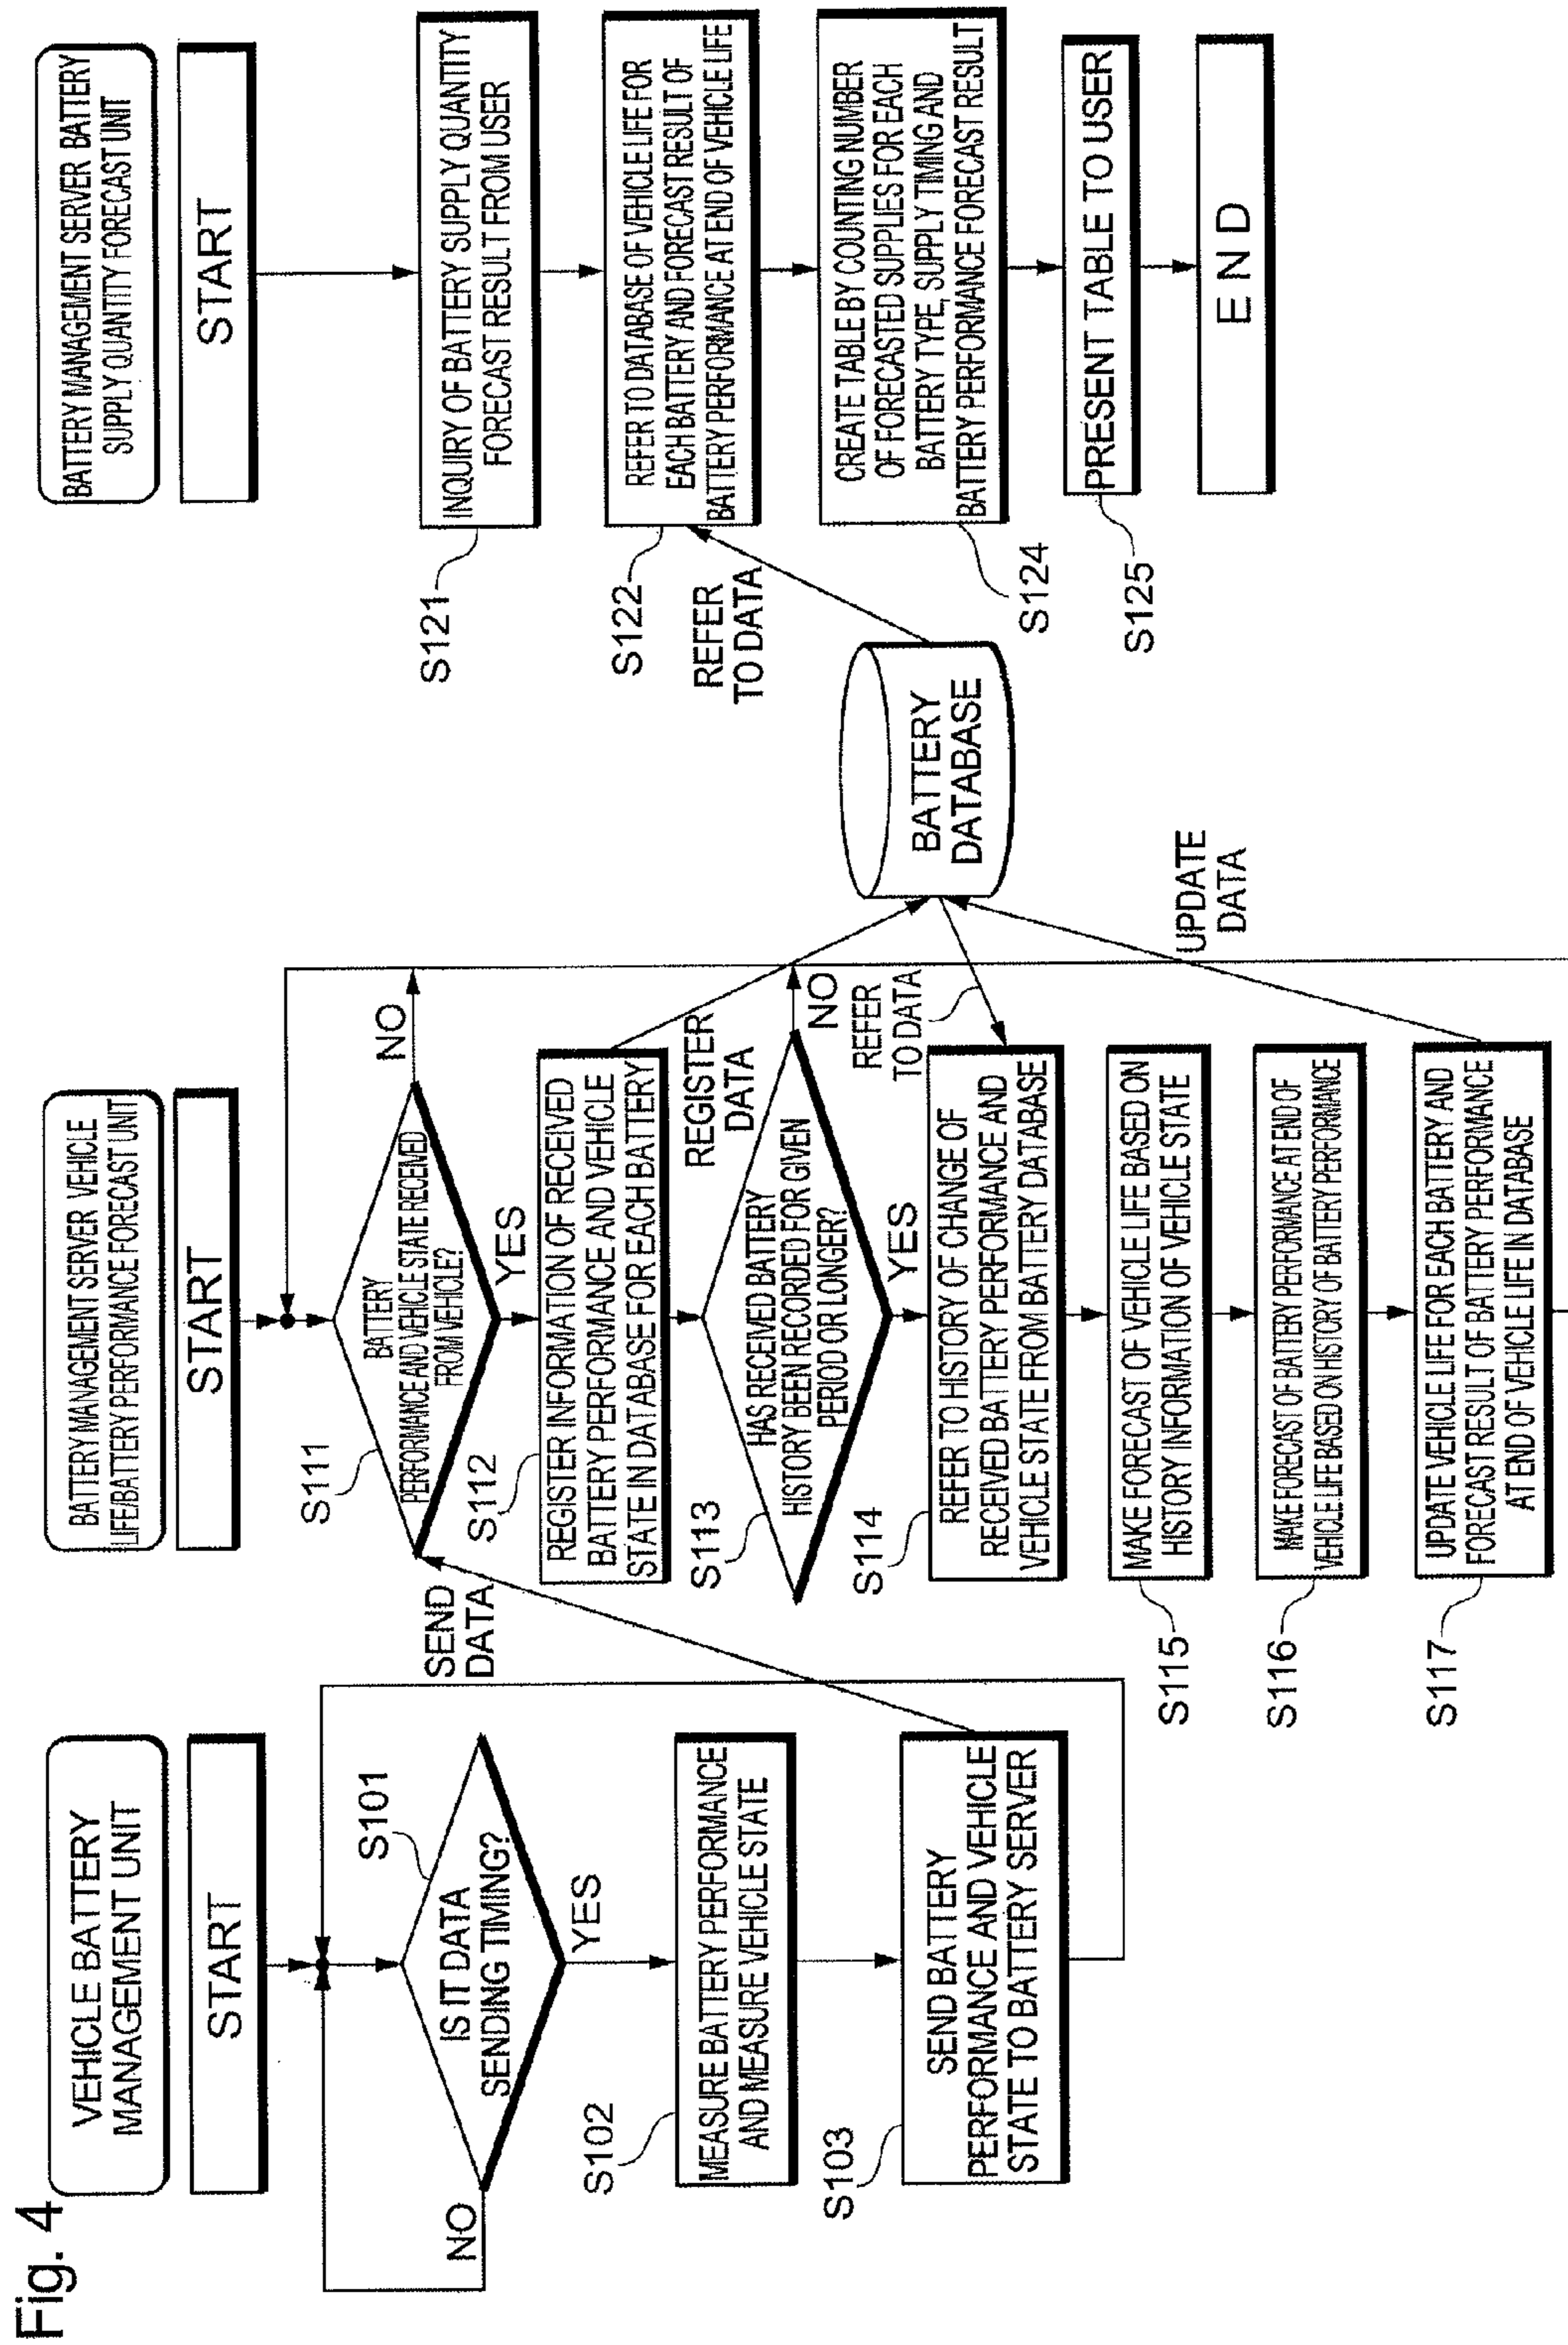 Fig. 4
VEHICLE BATTERY
MANAGEMENT UNIT
START
S101
IS IT DATA
SENDING TIMING?
NO
YES
S102
MEASURE BATTERY PERFORMANCE
AND MEASURE VEHICLE STATE
S103
SEND BATTERY
PERFORMANCE AND VEHICLE
STATE TO BATTERY SERVER
SEND
DATA
BATTERY MANAGEMENT SERVER VEHICLE
LIFE/BATTERY PERFORMANCE FORECAST UNIT
START
S111
BATTERY
PERFORMANCE AND VEHICLE STATE RECEIVED
FROM VEHICLE?
NO
YES
S112
REGISTER INFORMATION OF RECEIVED
BATTERY PERFORMANCE AND VEHICLE
STATE IN DATABASE FOR EACH BATTERY
REGISTER
DATA
S113
HAS RECEIVED BATTERY
HISTORY BEEN RECORDED FOR GIVEN
PERIOD OR LONGER?
NO
YES
REFER
TO DATA
S114
REFER TO HISTORY OF CHANGE OF
RECEIVED BATTERY PERFORMANCE AND
VEHICLE STATE FROM BATTERY DATABASE
S115
MAKE FORECAST OF VEHICLE LIFE BASED ON
HISTORY INFORMATION OF VEHICLE STATE
S116
MAKE FORECAST OF BATTERY PERFORMANCE AT END OF
VEHICLE LIFE BASED ON HISTORY OF BATTERY PERFORMANCE
S117
UPDATE VEHICLE LIFE FOR EACH BATTERY AND
FORECAST RESULT OF BATTERY PERFORMANCE
AT END OF VEHICLE LIFE IN DATABASE
UPDATE
DATA
BATTERY
DATABASE
BATTERY MANAGEMENT SERVER BATTERY
SUPPLY QUANTITY FORECAST UNIT
START
S121
INQUIRY OF BATTERY SUPPLY QUANTITY
FORECAST RESULT FROM USER
S122
REFER
TO DATA
REFER TO DATABASE OF VEHICLE LIFE FOR
EACH BATTERY AND FORECAST RESULT OF
BATTERY PERFORMANCE AT END OF VEHICLE LIFE
S124
CREATE TABLE BY COUNTING NUMBER
OF FORECASTED SUPPLIES FOR EACH
BATTERY TYPE, SUPPLY TIMING AND
BATTERY PERFORMANCE FORECAST RESULT
S125
PRESENT TABLE TO USER
END